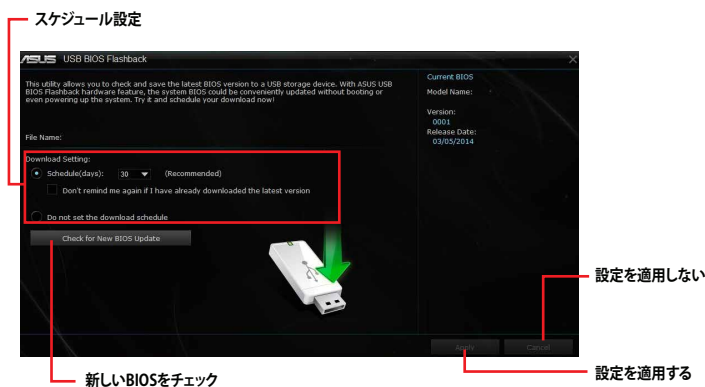 スケジュール設定
ASUS USB BIOS Flashback
This utility allows you to check and save the latest BIOS version to a USB storage device. With ASUS USB
BIOS Flashback hardware feature, the system BIOS could be conveniently updated without booting or
even powering up the system. Try it and schedule your download now!
File Name:
Download Setting:
Schedule(days): 30 (Recommended)
Don't remind me again if I have already downloaded the latest version
Do not set the download schedule
Check for New BIOS Update
Current BIOS
Model Name:
Version:
0001
Release Date:
03/05/2014
Apply Cancel
設定を適用しない
設定を適用する
新しいBIOSをチェック